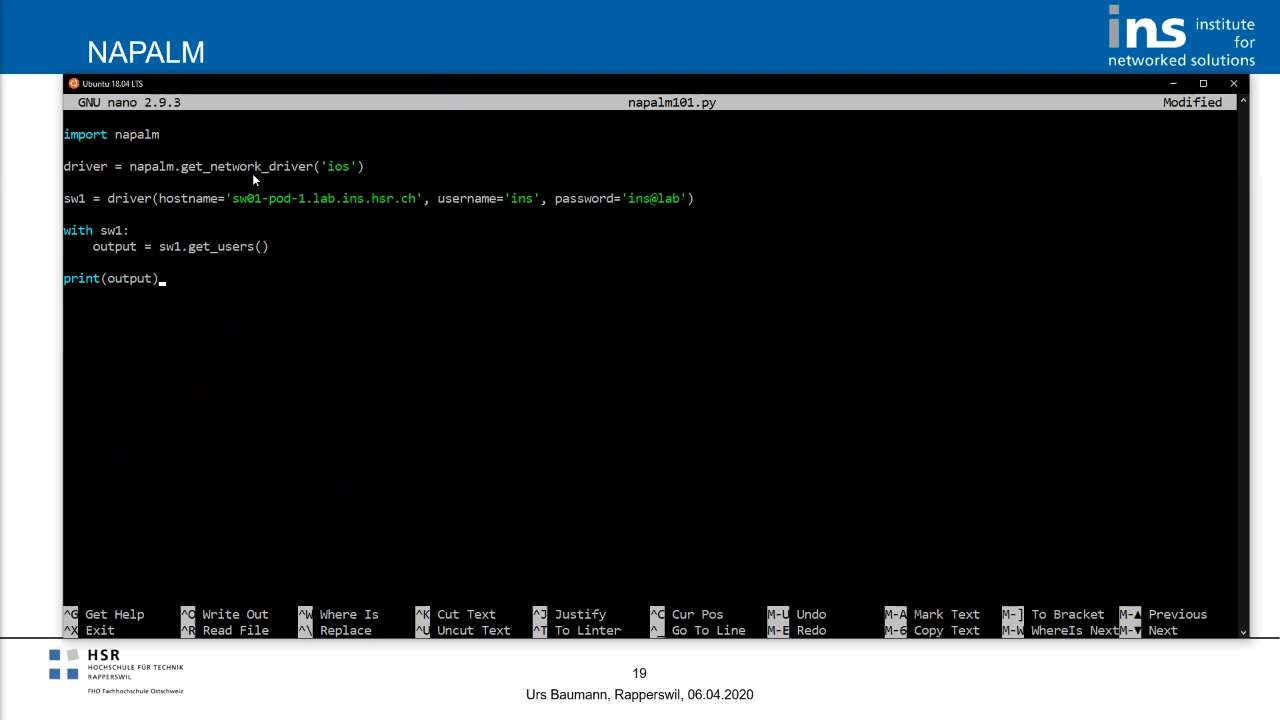 NAPALM
ins institute
for
networked solutions
Ubuntu 18.04 LTS
GNU nano 2.9.3 napalm101.py Modified
import napalm
driver = napalm.get_network_driver('ios')
sw1 = driver(hostname='sw01-pod-1.lab.ins.hsr.ch', username='ins', password='ins@lab')
with sw1:
output = sw1.get_users()
print(output)
^G Get Help ^O Write Out ^W Where Is ^K Cut Text ^J Justify ^C Cur Pos M-U Undo M-A Mark Text M-] To Bracket M-▲ Previous
^X Exit ^R Read File ^\ Replace ^U Uncut Text ^T To Linter ^_ Go To Line M-E Redo M-6 Copy Text M-W WhereIs Next M-▼ Next
HSR
HOCHSCHULE FÜR TECHNIK
RAPPERSWIL
FHO Fachhochschule Ostschweiz
19
Urs Baumann, Rapperswil, 06.04.2020